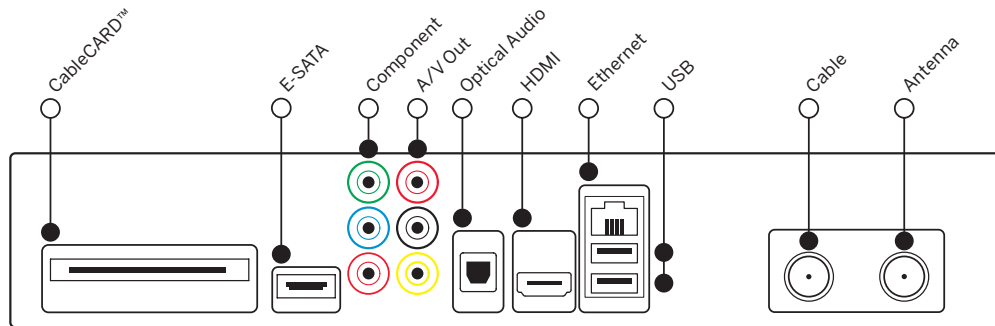 CableCARD™
E-SATA
Component
A/V Out
Optical Audio
HDMI
Ethernet
USB
Cable
Antenna